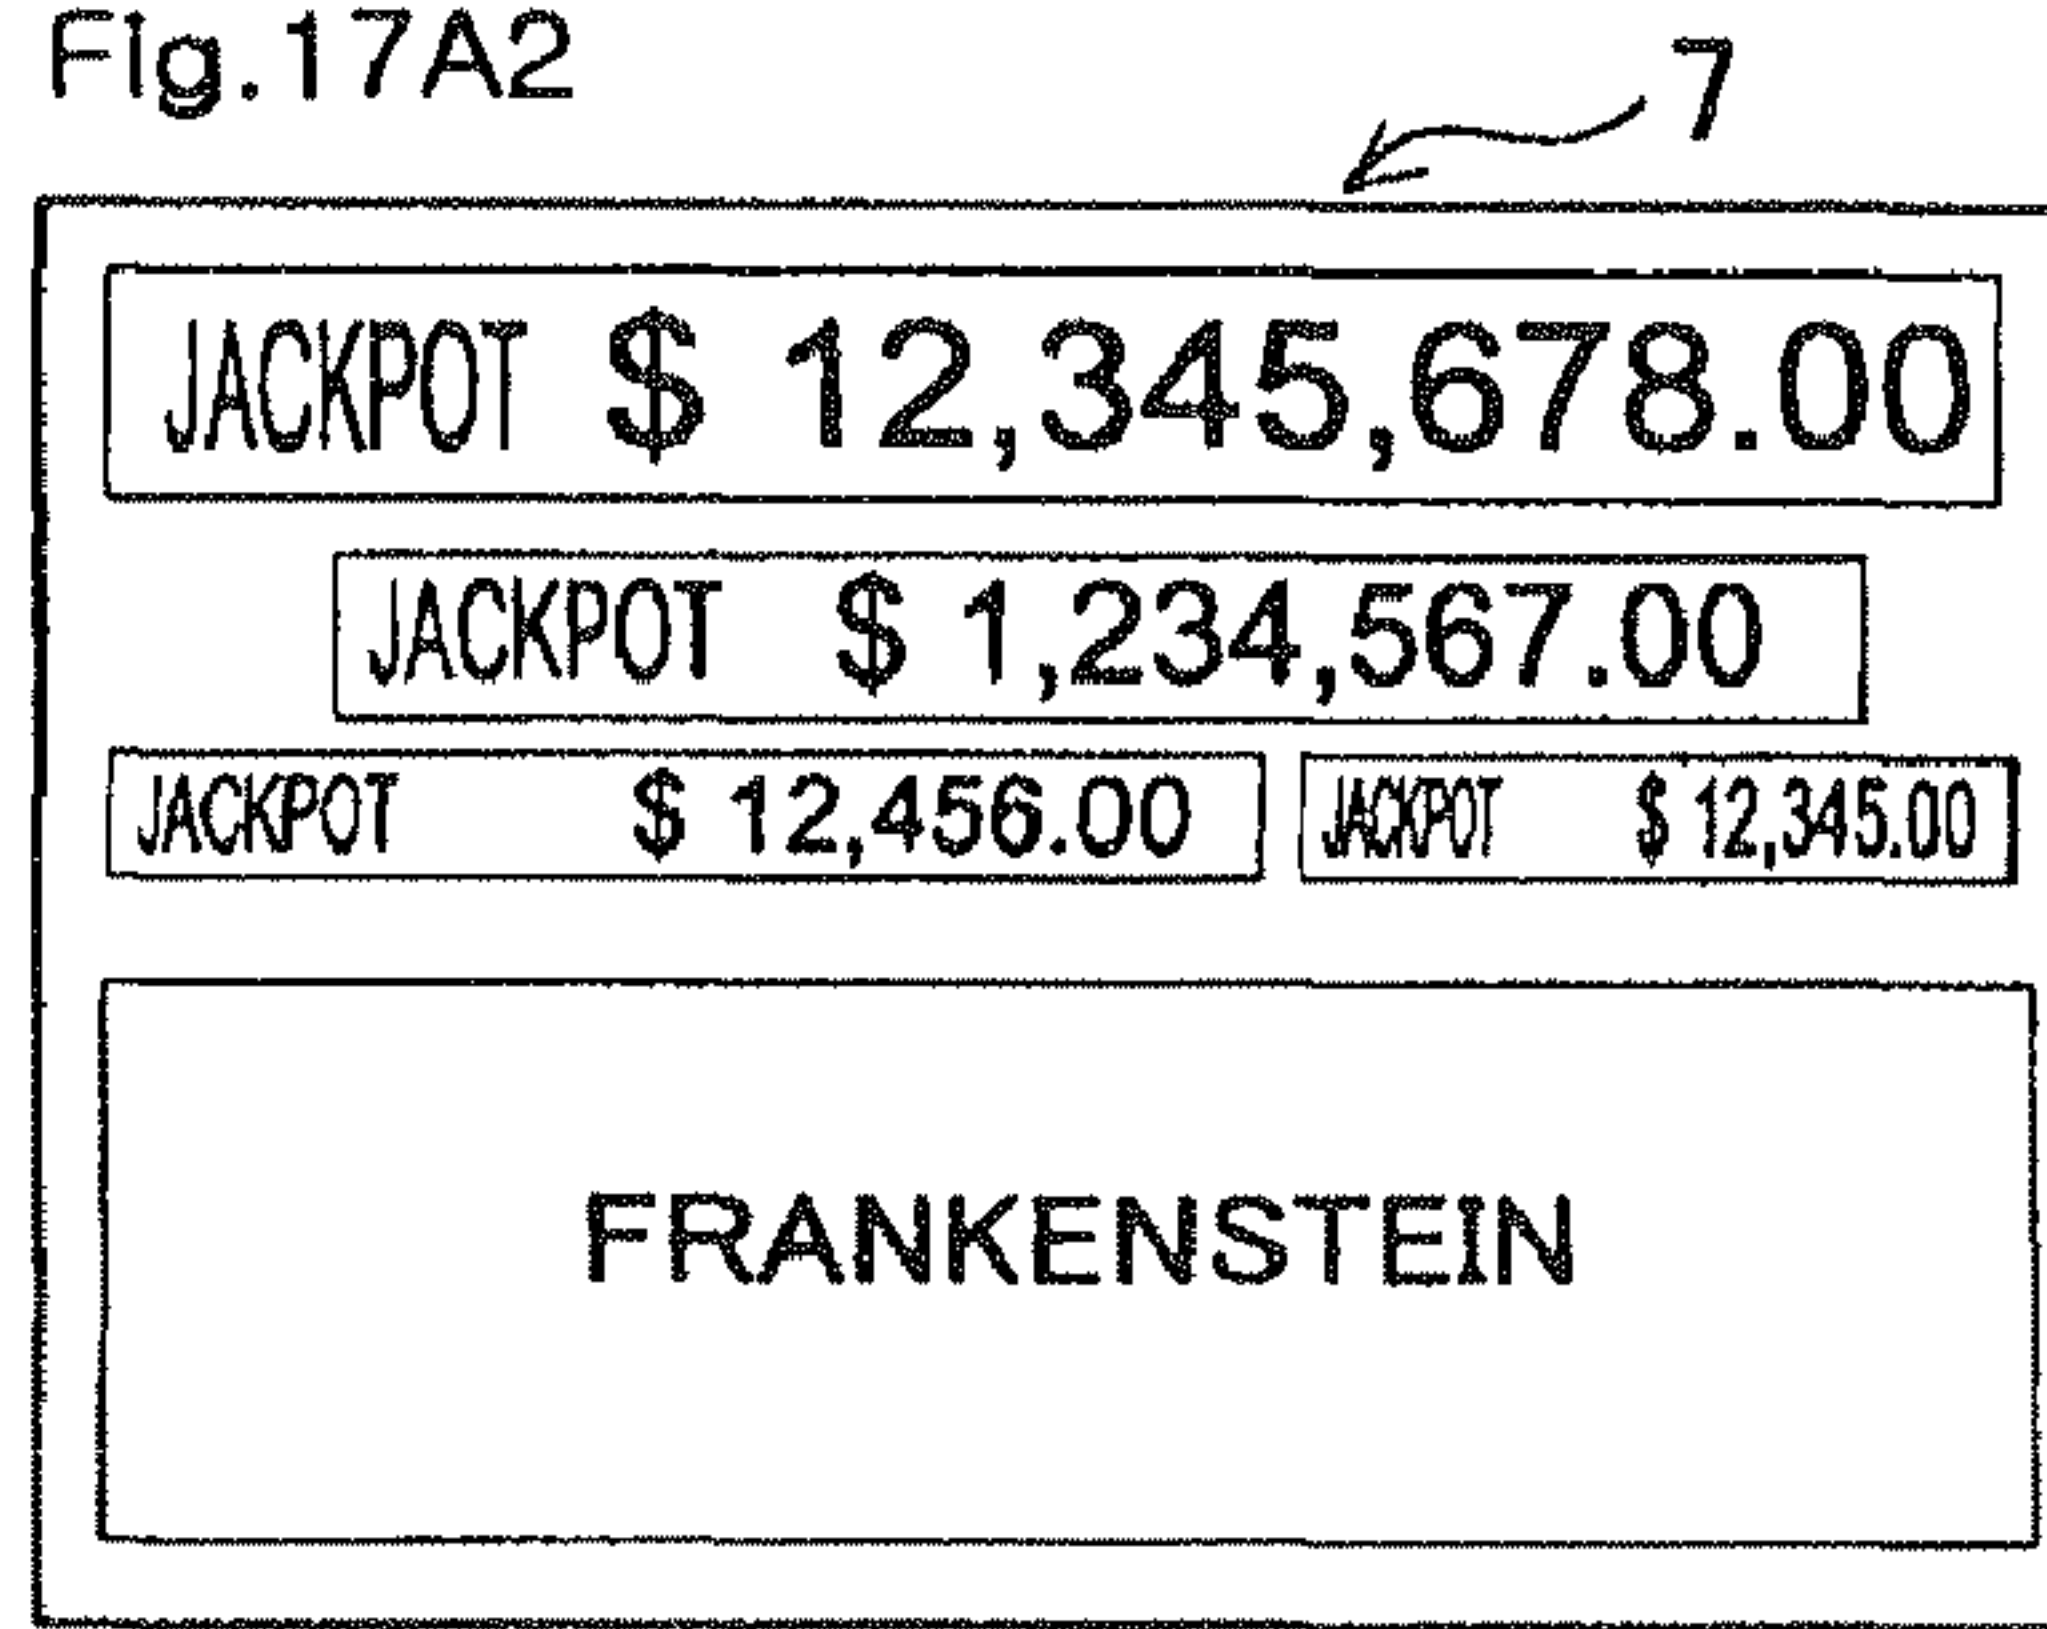 Fig.17A2
7
JACKPOT $ 12,345,678.00
JACKPOT $ 1,234,567.00
JACKPOT $ 12,456.00
JACKPOT $ 12,345.00
FRANKENSTEIN